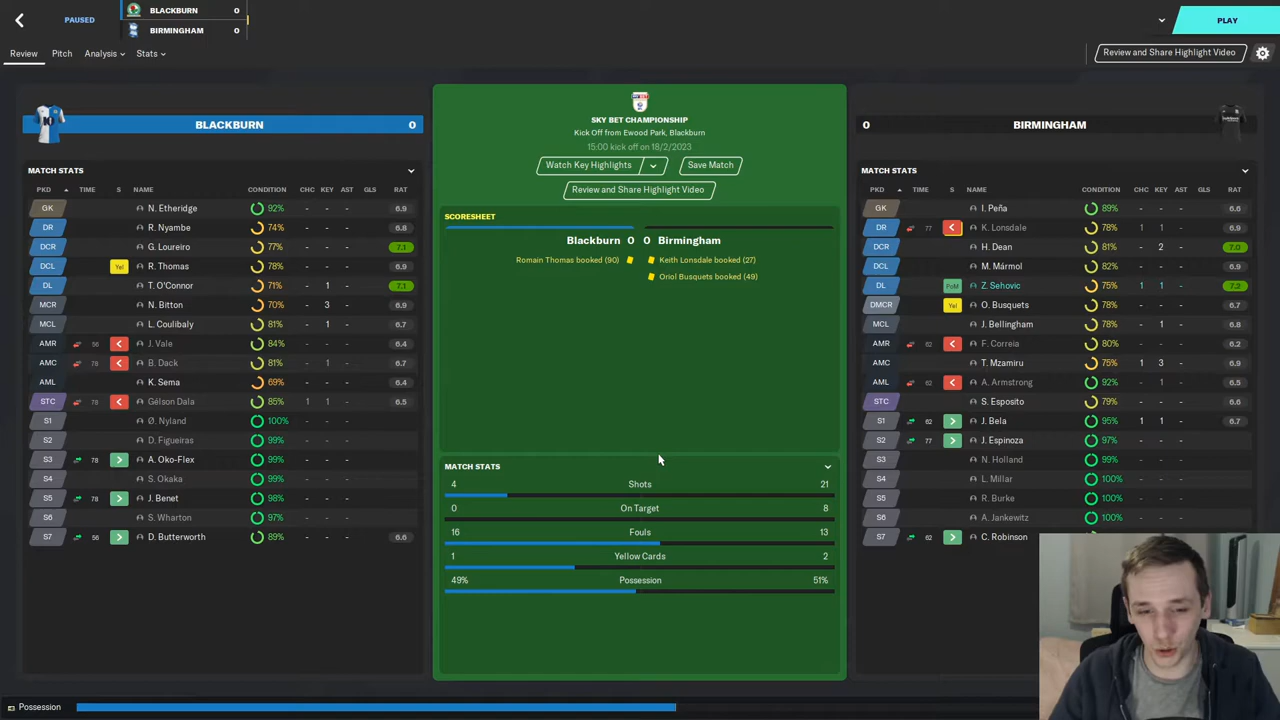 PAUSED
BLACKBURN 0
BIRMINGHAM 0
PLAY
Review Pitch Analysis Stats
Review and Share Highlight Video
BLACKBURN 0
MATCH STATS
PKD TIME S NAME CONDITION CHC KEY AST GLS RAT
GK N. Etheridge 92% - - - - 6.9
DR R. Nyambe 74% - - - - 6.8
DCR G. Loureiro 77% - - - - 7.1
DCL Yel R. Thomas 78% - - - - 6.9
DL T. O'Connor 71% - 1 - - 7.1
MCR N. Bitton 70% - 3 - - 6.9
MCL L. Coulibaly 81% - 1 - - 6.7
AMR 56 J. Vale 84% - - - - 6.4
AMC 78 B. Dack 81% - 1 - - 6.7
AML K. Sema 69% - - - - 6.4
STC 78 Gélson Dala 85% 1 1 - - 6.5
S1 Ø. Nyland 100%
S2 D. Figueiras 99%
S3 78 A. Oko-Flex 99% - - - -
S4 S. Okaka 99%
S5 78 J. Benet 98% - - - -
S6 S. Wharton 97%
S7 56 D. Butterworth 89% - - - - 6.6
SKY BET CHAMPIONSHIP
Kick Off from Ewood Park, Blackburn
15:00 kick off on 18/2/2023
Watch Key Highlights Save Match
Review and Share Highlight Video
SCORESHEET
Blackburn 0 0 Birmingham
Romain Thomas booked (90) Keith Lonsdale booked (27)
Oriol Busquets booked (49)
MATCH STATS
4 Shots 21
0 On Target 8
16 Fouls 13
1 Yellow Cards 2
49% Possession 51%
0 BIRMINGHAM
MATCH STATS
PKD TIME S NAME CONDITION CHC KEY AST GLS RAT
GK I. Peña 89% - - - 6.6
DR 77 K. Lonsdale 78% 1 1 - 6.9
DCR H. Dean 81% - 2 - 7.0
DCL M. Mármol 82% - - - 6.9
DL PoM Z. Sehovic 75% 1 1 - 7.2
DMCR Yel O. Busquets 78% - - - 6.7
MCL J. Bellingham 78% - 1 - 6.8
AMR 62 F. Correia 80% - - - 6.2
AMC T. Mzamiru 75% 1 3 - 6.9
AML 62 A. Armstrong 92% - 1 - 6.5
STC S. Esposito 79% - - - 6.6
S1 62 J. Bela 95% 1 1 - 6.7
S2 77 J. Espinoza 97% - - -
S3 N. Holland 99%
S4 L. Millar 100%
S5 R. Burke 100%
S6 A. Jankewitz 100%
S7 62 C. Robinson
Possession